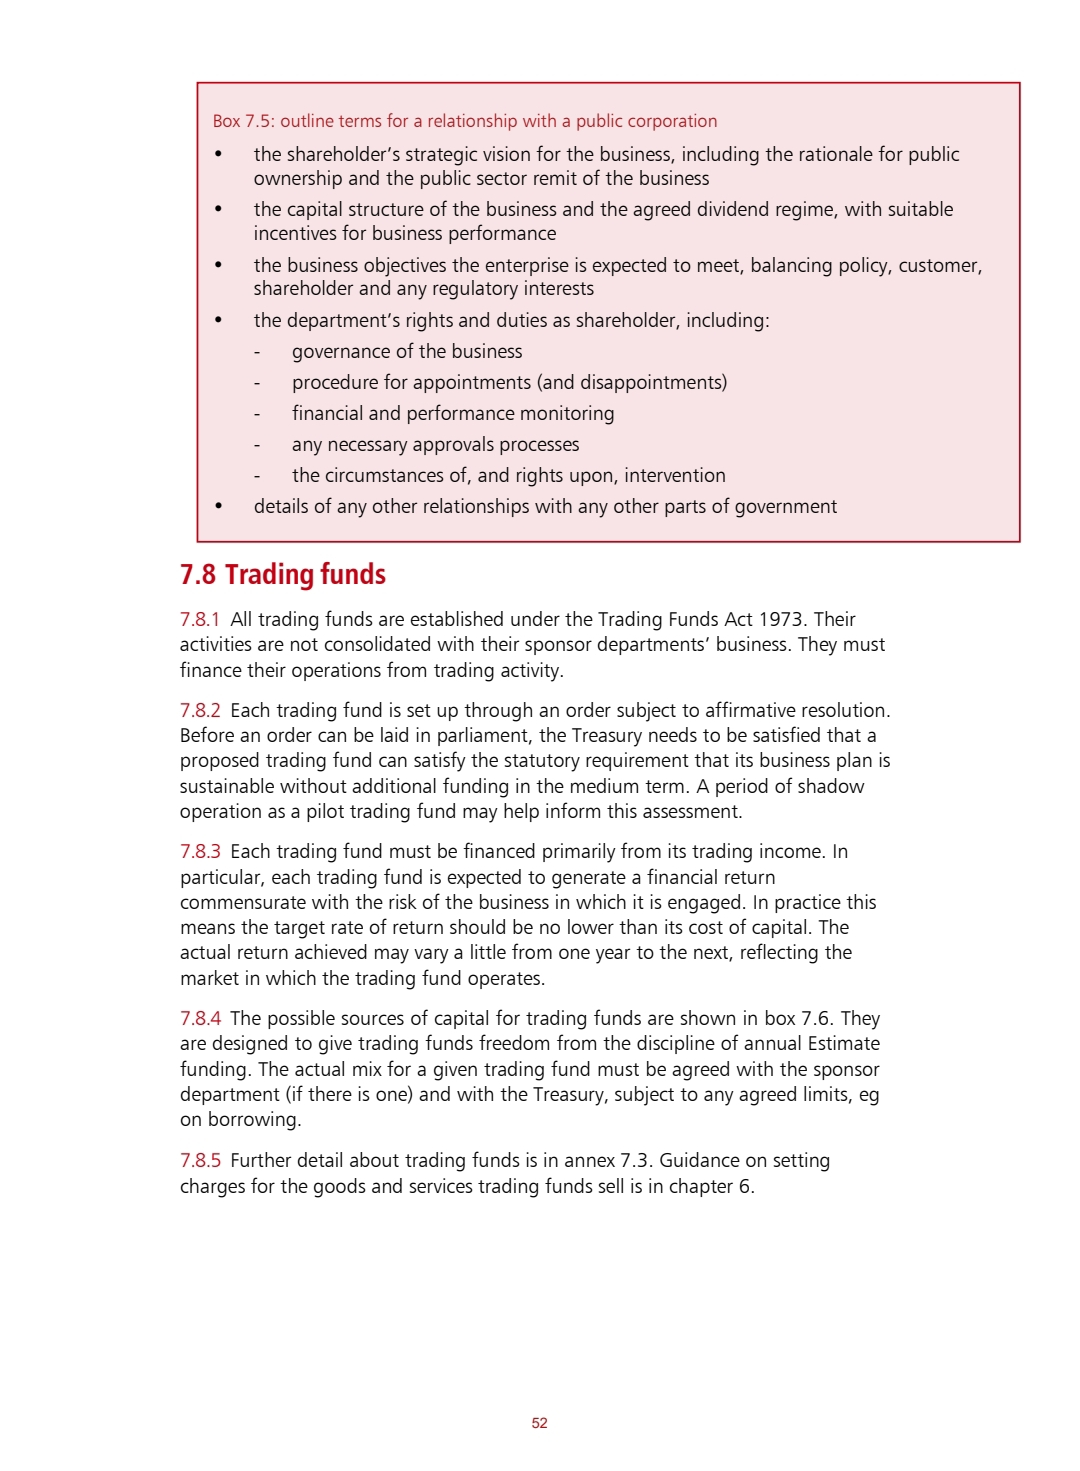 Box 7.5: outline terms for a relationship with a public corporation
• the shareholder's strategic vision for the business, including the rationale for public
ownership and the public sector remit of the business
• the capital structure of the business and the agreed dividend regime, with suitable
incentives for business performance
• the business objectives the enterprise is expected to meet, balancing policy, customer,
shareholder and any regulatory interests
• the department's rights and duties as shareholder, including:
- governance of the business
- procedure for appointments (and disappointments)
- financial and performance monitoring
- any necessary approvals processes
- the circumstances of, and rights upon, intervention
• details of any other relationships with any other parts of government
7.8 Trading funds
7.8.1 All trading funds are established under the Trading Funds Act 1973. Their
activities are not consolidated with their sponsor departments' business. They must
finance their operations from trading activity.
7.8.2 Each trading fund is set up through an order subject to affirmative resolution.
Before an order can be laid in parliament, the Treasury needs to be satisfied that a
proposed trading fund can satisfy the statutory requirement that its business plan is
sustainable without additional funding in the medium term. A period of shadow
operation as a pilot trading fund may help inform this assessment.
7.8.3 Each trading fund must be financed primarily from its trading income. In
particular, each trading fund is expected to generate a financial return
commensurate with the risk of the business in which it is engaged. In practice this
means the target rate of return should be no lower than its cost of capital. The
actual return achieved may vary a little from one year to the next, reflecting the
market in which the trading fund operates.
7.8.4 The possible sources of capital for trading funds are shown in box 7.6. They
are designed to give trading funds freedom from the discipline of annual Estimate
funding. The actual mix for a given trading fund must be agreed with the sponsor
department (if there is one) and with the Treasury, subject to any agreed limits, eg
on borrowing.
7.8.5 Further detail about trading funds is in annex 7.3. Guidance on setting
charges for the goods and services trading funds sell is in chapter 6.
52